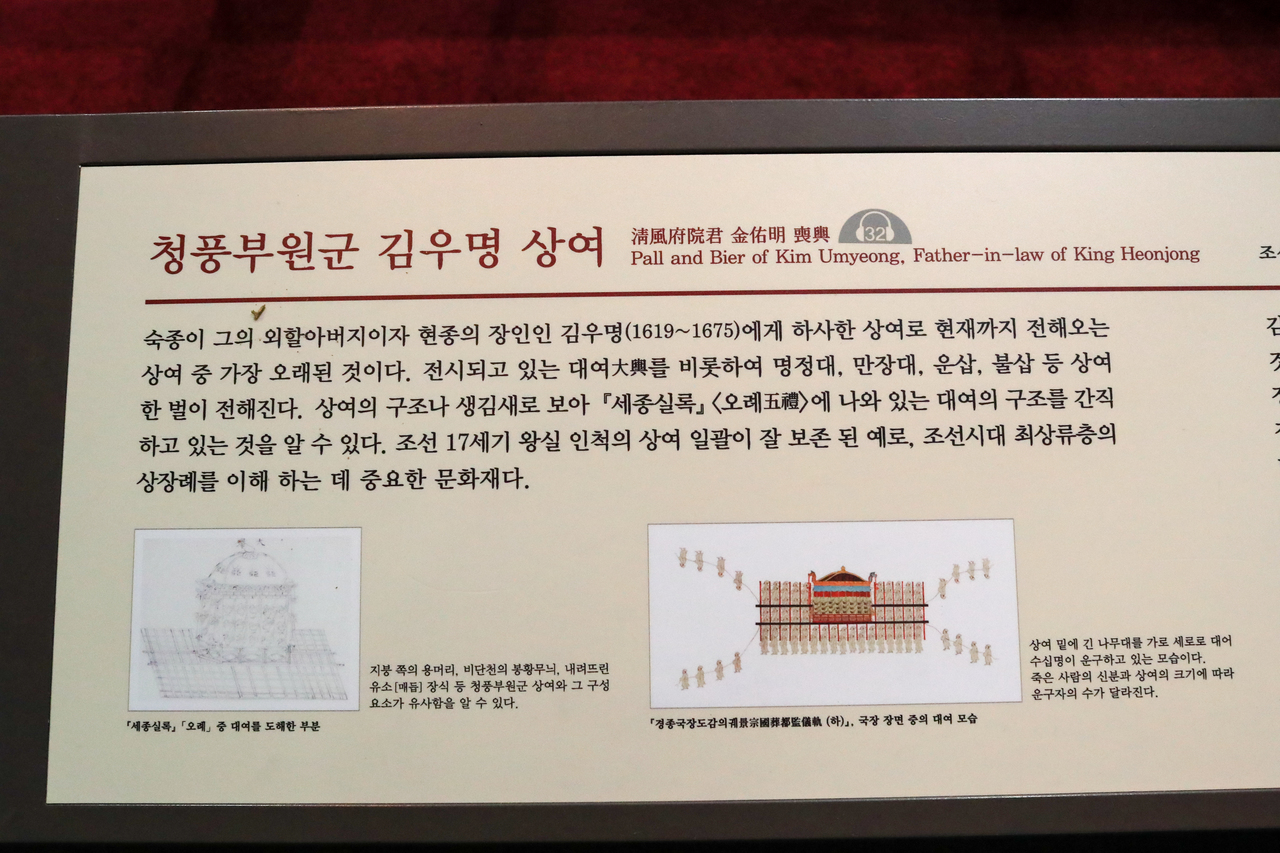 청풍부원군 김우명 상여
淸風府院君 金佑明 喪輿
32
Pall and Bier of Kim Umyeong, Father-in-law of King Heonjong
숙종이 그의 외할아버지이자 현종의 장인인 김우명(1619~1675)에게 하사한 상여로 현재까지 전해오는
상여 중 가장 오래된 것이다. 전시되고 있는 대여大輿를 비롯하여 명정대, 만장대, 운삽, 불삽 등 상여
한 벌이 전해진다. 상여의 구조나 생김새로 보아 『세종실록』〈오례五禮〉에 나와 있는 대여의 구조를 간직
하고 있는 것을 알 수 있다. 조선 17세기 왕실 인척의 상여 일괄이 잘 보존 된 예로, 조선시대 최상류층의
상장례를 이해 하는 데 중요한 문화재다.
지붕 쪽의 용머리, 비단천의 봉황무늬, 내려뜨린
유소[매듭] 장식 등 청풍부원군 상여와 그 구성
요소가 유사함을 알 수 있다.
『세종실록』「오례」 중 대여를 도해한 부분
상여 밑에 긴 나무대를 가로 세로로 대어
수십명이 운구하고 있는 모습이다.
죽은 사람의 신분과 상여의 크기에 따라
운구자의 수가 달라진다.
『경종국장도감의궤景宗國葬都監儀軌 (하)』, 국장 장면 중의 대여 모습